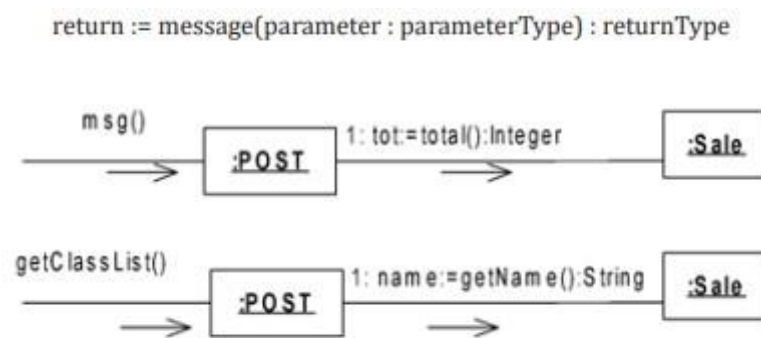 return := message(parameter : parameterType) : returnType
msg()
:POST
1: tot:=total():Integer
:Sale
getClassList()
:POST
1: name:=getName():String
:Sale